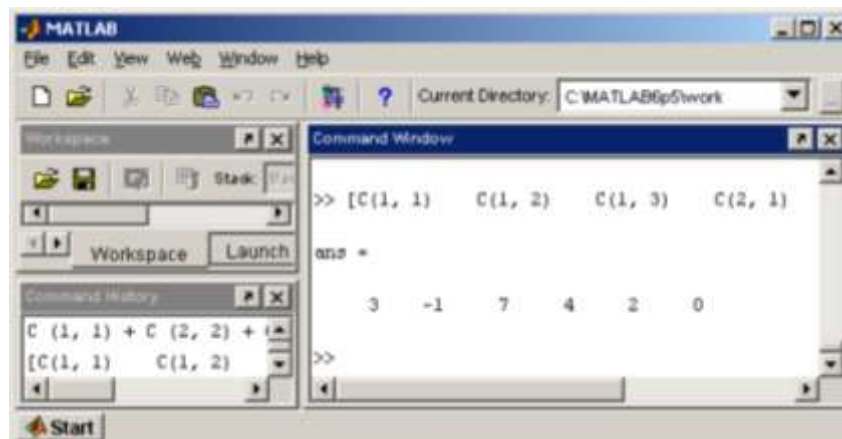 MATLAB
File Edit View Web Window Help
? Current Directory: C:\MATLAB6p5\work
Workspace
Stack:
Workspace Launch
Command History
C (1, 1) + C (2, 2) +
[C(1, 1) C(1, 2)
Command Window
>> [C(1, 1) C(1, 2) C(1, 3) C(2, 1)
ans =
3 -1 7 4 2 0
>>
Start